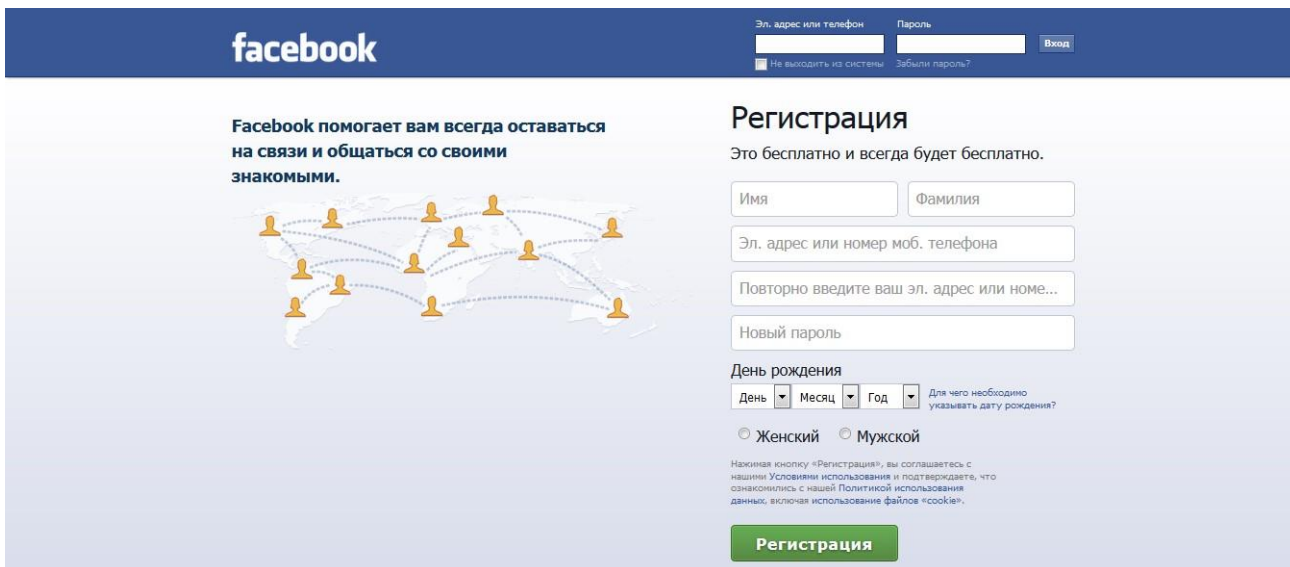 facebook
Эл. адрес или телефон
Пароль
Вход
Не выходить из системы
Забыли пароль?
Facebook помогает вам всегда оставаться
на связи и общаться со своими
знакомыми.
Регистрация
Это бесплатно и всегда будет бесплатно.
Имя
Фамилия
Эл. адрес или номер моб. телефона
Повторно введите ваш эл. адрес или номе...
Новый пароль
День рождения
День
Месяц
Год
Для чего необходимо
указывать дату рождения?
Женский
Мужской
Нажимая кнопку «Регистрация», вы соглашаетесь с
нашими Условиями использования и подтверждаете, что
ознакомились с нашей Политикой использования
данных, включая использование файлов «cookie».
Регистрация